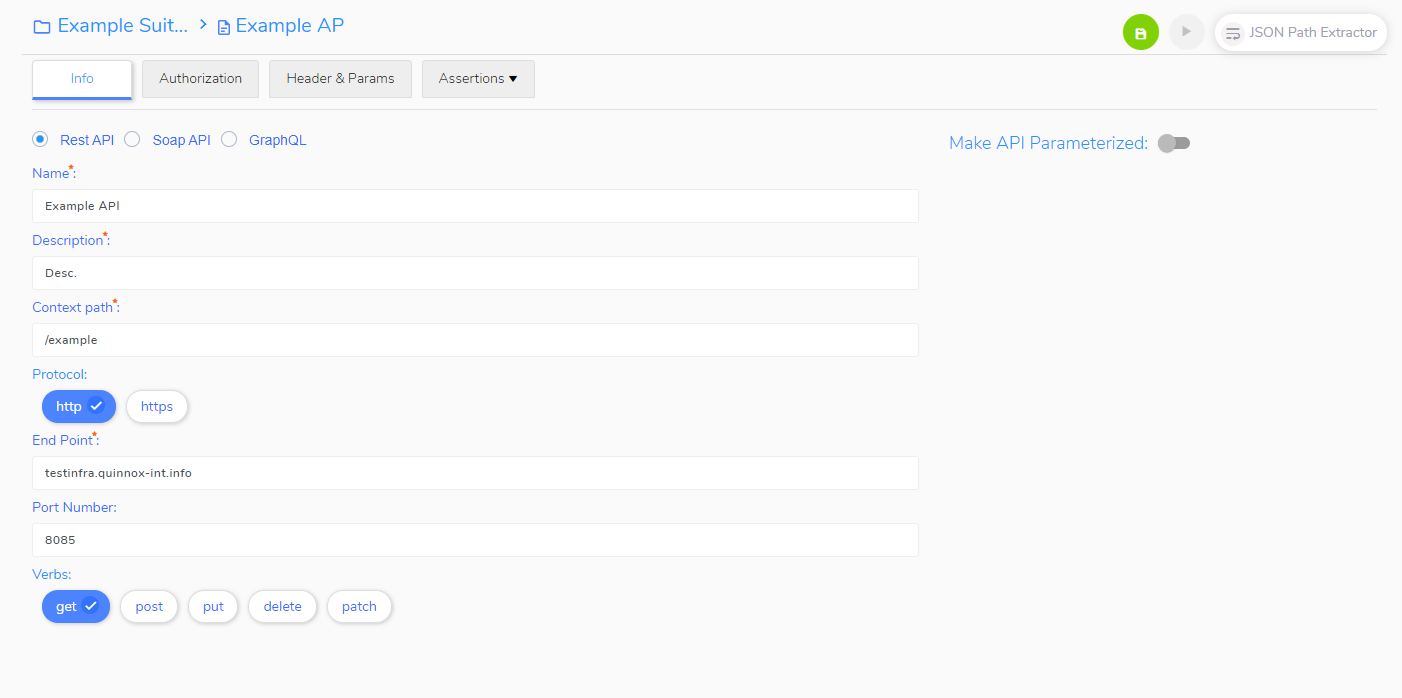 Example Suit... > Example AP
JSON Path Extractor
Info Authorization Header & Params Assertions ▼
Rest API Soap API GraphQL
Make API Parameterized:
Name*:
Example API
Description*:
Desc.
Context path*:
/example
Protocol:
http https
End Point*:
testinfra.quinnox-int.info
Port Number:
8085
Verbs:
get post put delete patch